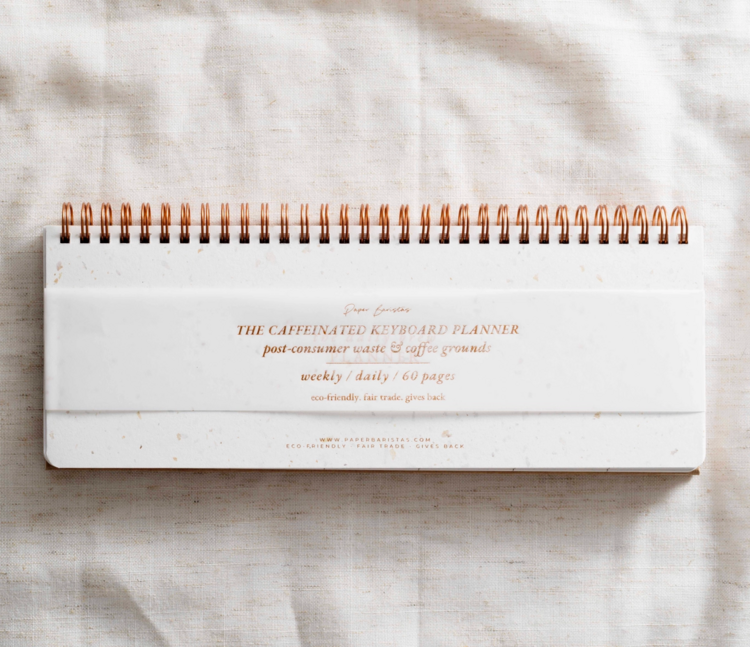 Paper Baristas
THE CAFFEINATED KEYBOARD PLANNER
post-consumer waste & coffee grounds
weekly / daily / 60 pages
eco-friendly. fair trade. gives back
WWW.PAPERBARISTAS.COM
ECO-FRIENDLY · FAIR TRADE · GIVES BACK